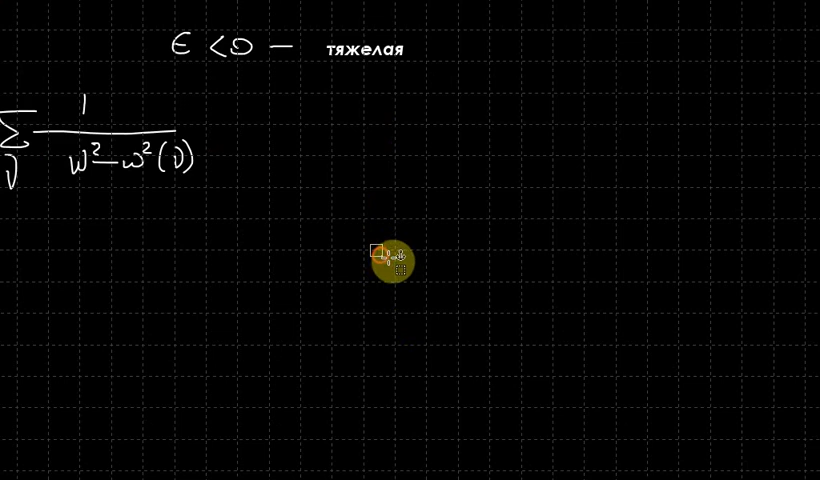 ϵ < 0 — тяжелая
1
∑
ω² — ω²(ν)
ν